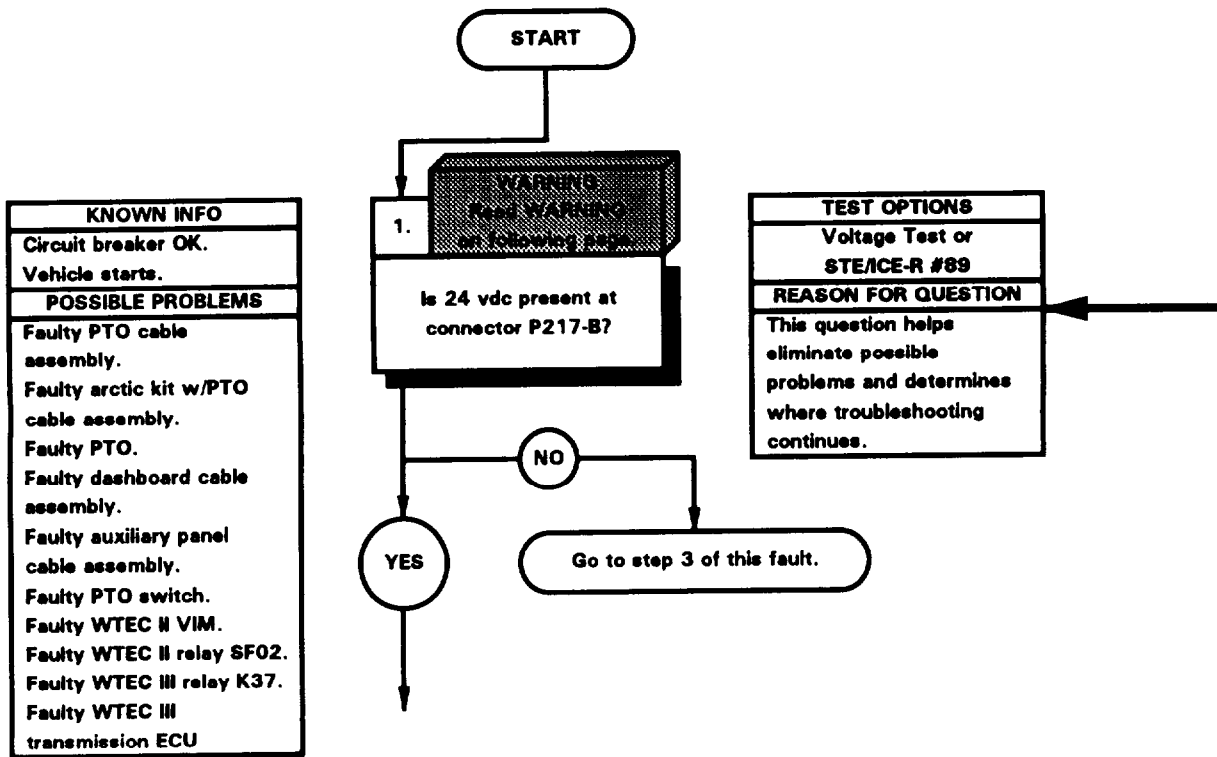 START
WARNING
Read WARNING
on following page.
1.
Is 24 vdc present at
connector P217-B?
KNOWN INFO
Circuit breaker OK.
Vehicle starts.
POSSIBLE PROBLEMS
Faulty PTO cable
assembly.
Faulty arctic kit w/PTO
cable assembly.
Faulty PTO.
Faulty dashboard cable
assembly.
Faulty auxiliary panel
cable assembly.
Faulty PTO switch.
Faulty WTEC II VIM.
Faulty WTEC II relay SF02.
Faulty WTEC III relay K37.
Faulty WTEC III
transmission ECU
TEST OPTIONS
Voltage Test or
STE/ICE-R #89
REASON FOR QUESTION
This question helps
eliminate possible
problems and determines
where troubleshooting
continues.
NO
YES
Go to step 3 of this fault.